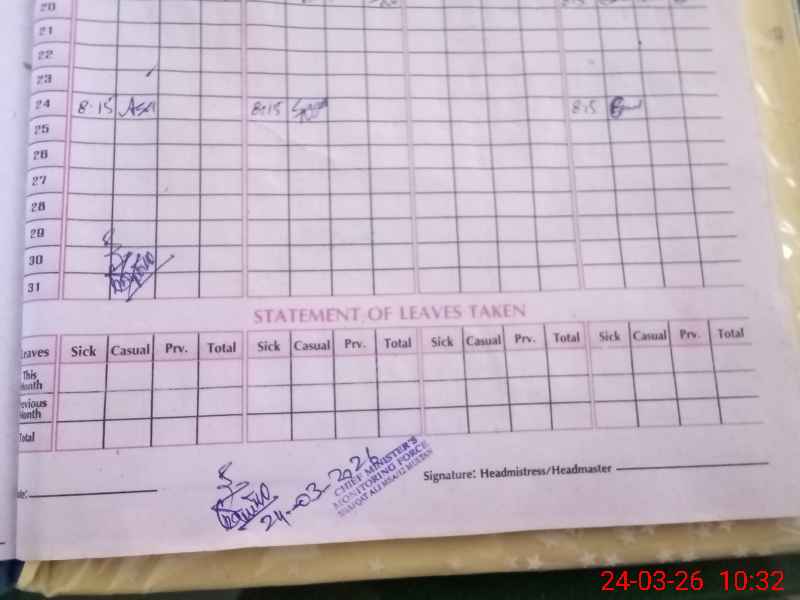 20
21
22
23
24 8:15 8:15 8:15
25
26
27
28
29
30
31
STATEMENT OF LEAVES TAKEN
Leaves Sick Casual Prv. Total Sick Casual Prv. Total Sick Casual Prv. Total Sick Casual Prv. Total
This Month
Previous Month
Total
24-03-2026
CHIEF MINISTER'S
MONITORING FORCE
Signature: Headmistress/Headmaster
24-03-26 10:32